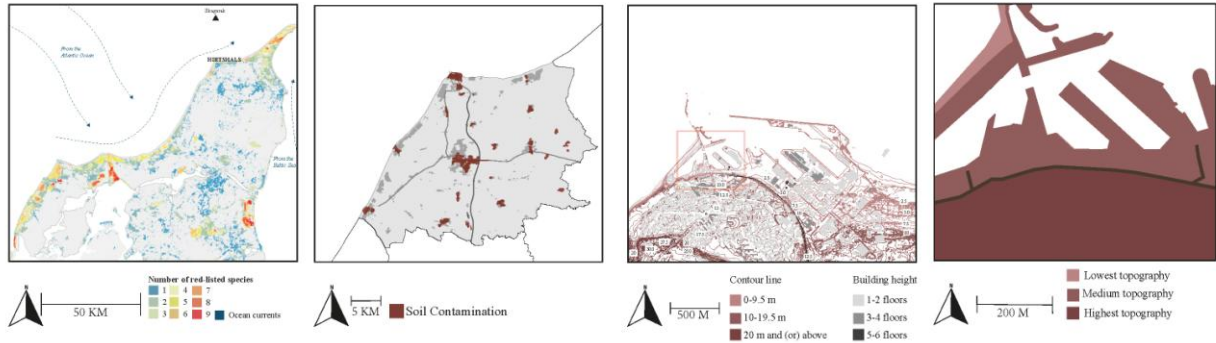 Skagerak
From the
Atlantic Ocean
HIRTSHALS
From the
Baltic Sea
50 KM
Number of red-listed species
1 4 7
2 5 8
3 6 9
Ocean currents
5 KM
Soil Contamination
500 M
Contour line
0-9.5 m
10-19.5 m
20 m and (or) above
Building height
1-2 floors
3-4 floors
5-6 floors
200 M
Lowest topography
Medium topography
Highest topography